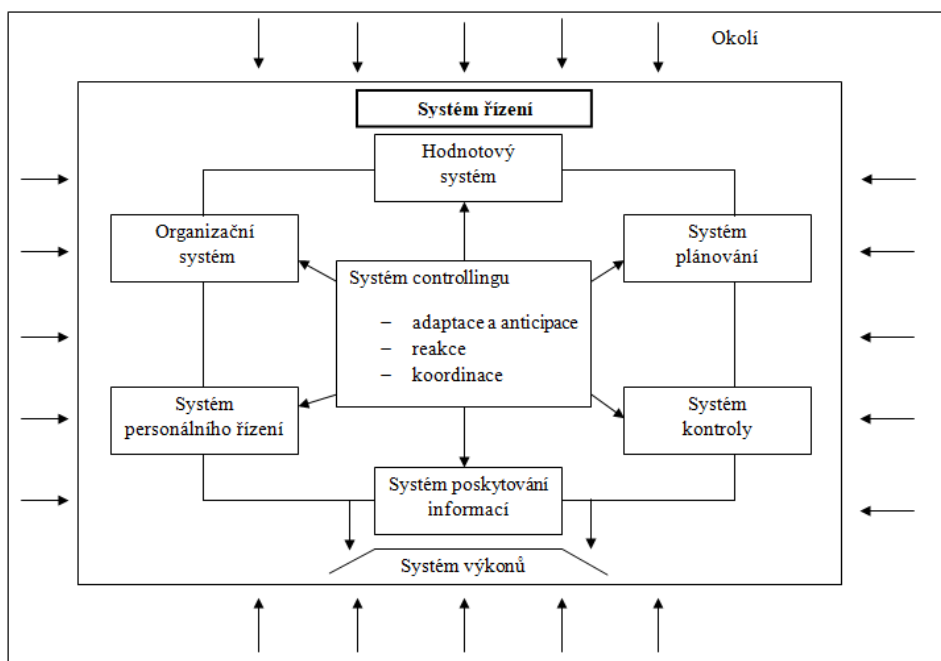 Okolí
Systém řízení
Hodnotový
systém
Organizační
systém
Systém
plánování
Systém controllingu
– adaptace a anticipace
– reakce
– koordinace
Systém
personálního řízení
Systém
kontroly
Systém poskytování
informací
Systém výkonů